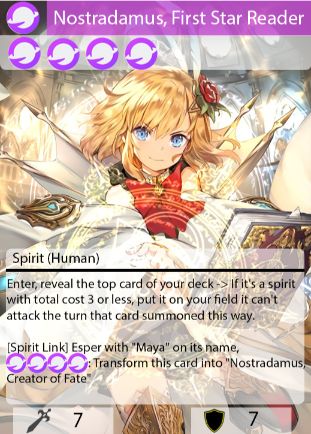 Nostradamus, First Star Reader
Spirit (Human)
Enter, reveal the top card of your deck -> If it's a spirit
with total cost 3 or less, put it on your field it can't
attack the turn that card summoned this way.
[Spirit Link] Esper with "Maya" on its name,
: Transform this card into "Nostradamus,
Creator of Fate"
7
7